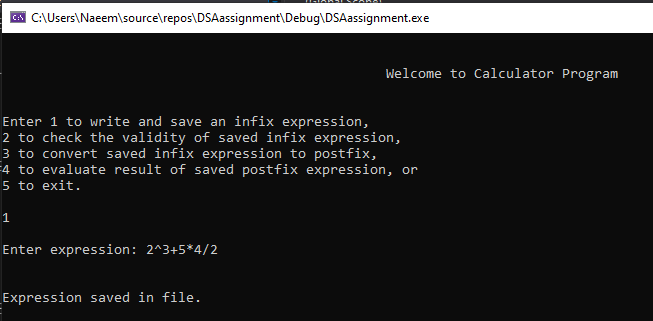 C:\Users\Naeem\source\repos\DSAassignment\Debug\DSAassignment.exe
Welcome to Calculator Program
Enter 1 to write and save an infix expression,
2 to check the validity of saved infix expression,
3 to convert saved infix expression to postfix,
4 to evaluate result of saved postfix expression, or
5 to exit.
1
Enter expression: 2^3+5*4/2
Expression saved in file.